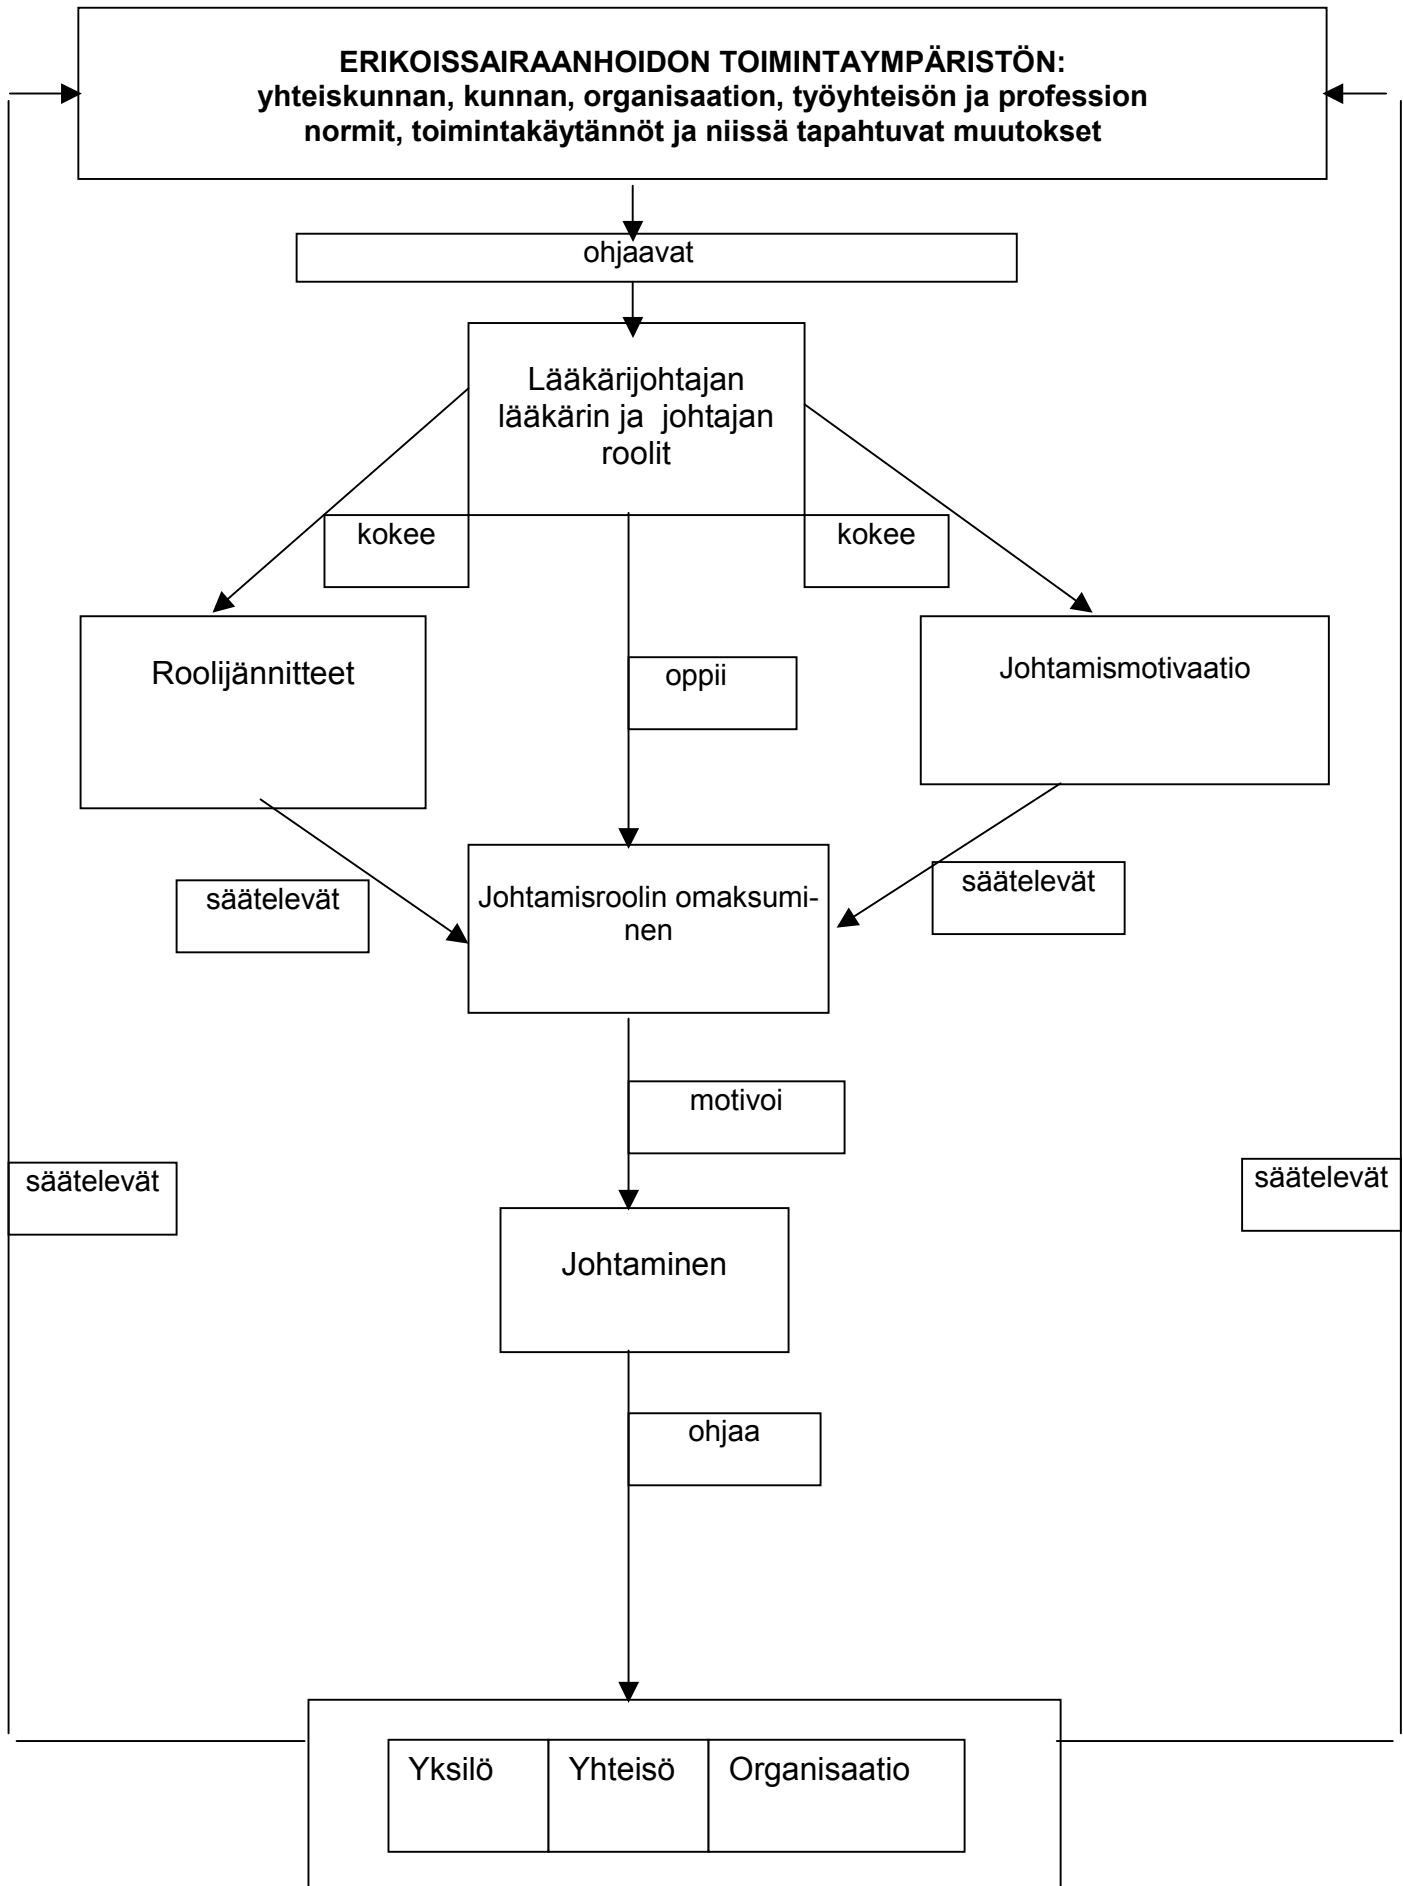 ERIKOISSAIRAANHOIDON TOIMINTAYMPÄRISTÖN:
yhteiskunnan, kunnan, organisaation, työyhteisön ja profession
normit, toimintakäytännöt ja niissä tapahtuvat muutokset
ohjaavat
Lääkärijohtajan
lääkärin ja johtajan
roolit
kokee
kokee
Roolijännitteet
oppii
Johtamismotivaatio
säätelevät
Johtamisroolin omaksumi-
nen
säätelevät
motivoi
säätelevät
säätelevät
Johtaminen
ohjaa
Yksilö
Yhteisö
Organisaatio